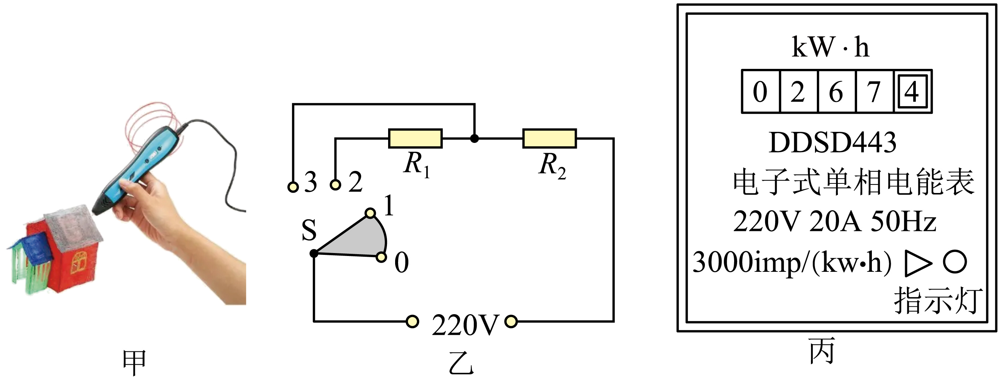 3
2
1
0
S
R₁
R₂
220V
kW·h
0 2 6 7 4
DDSD443
电子式单相电能表
220V 20A 50Hz
3000imp/(kw•h)
指示灯
甲
乙
丙